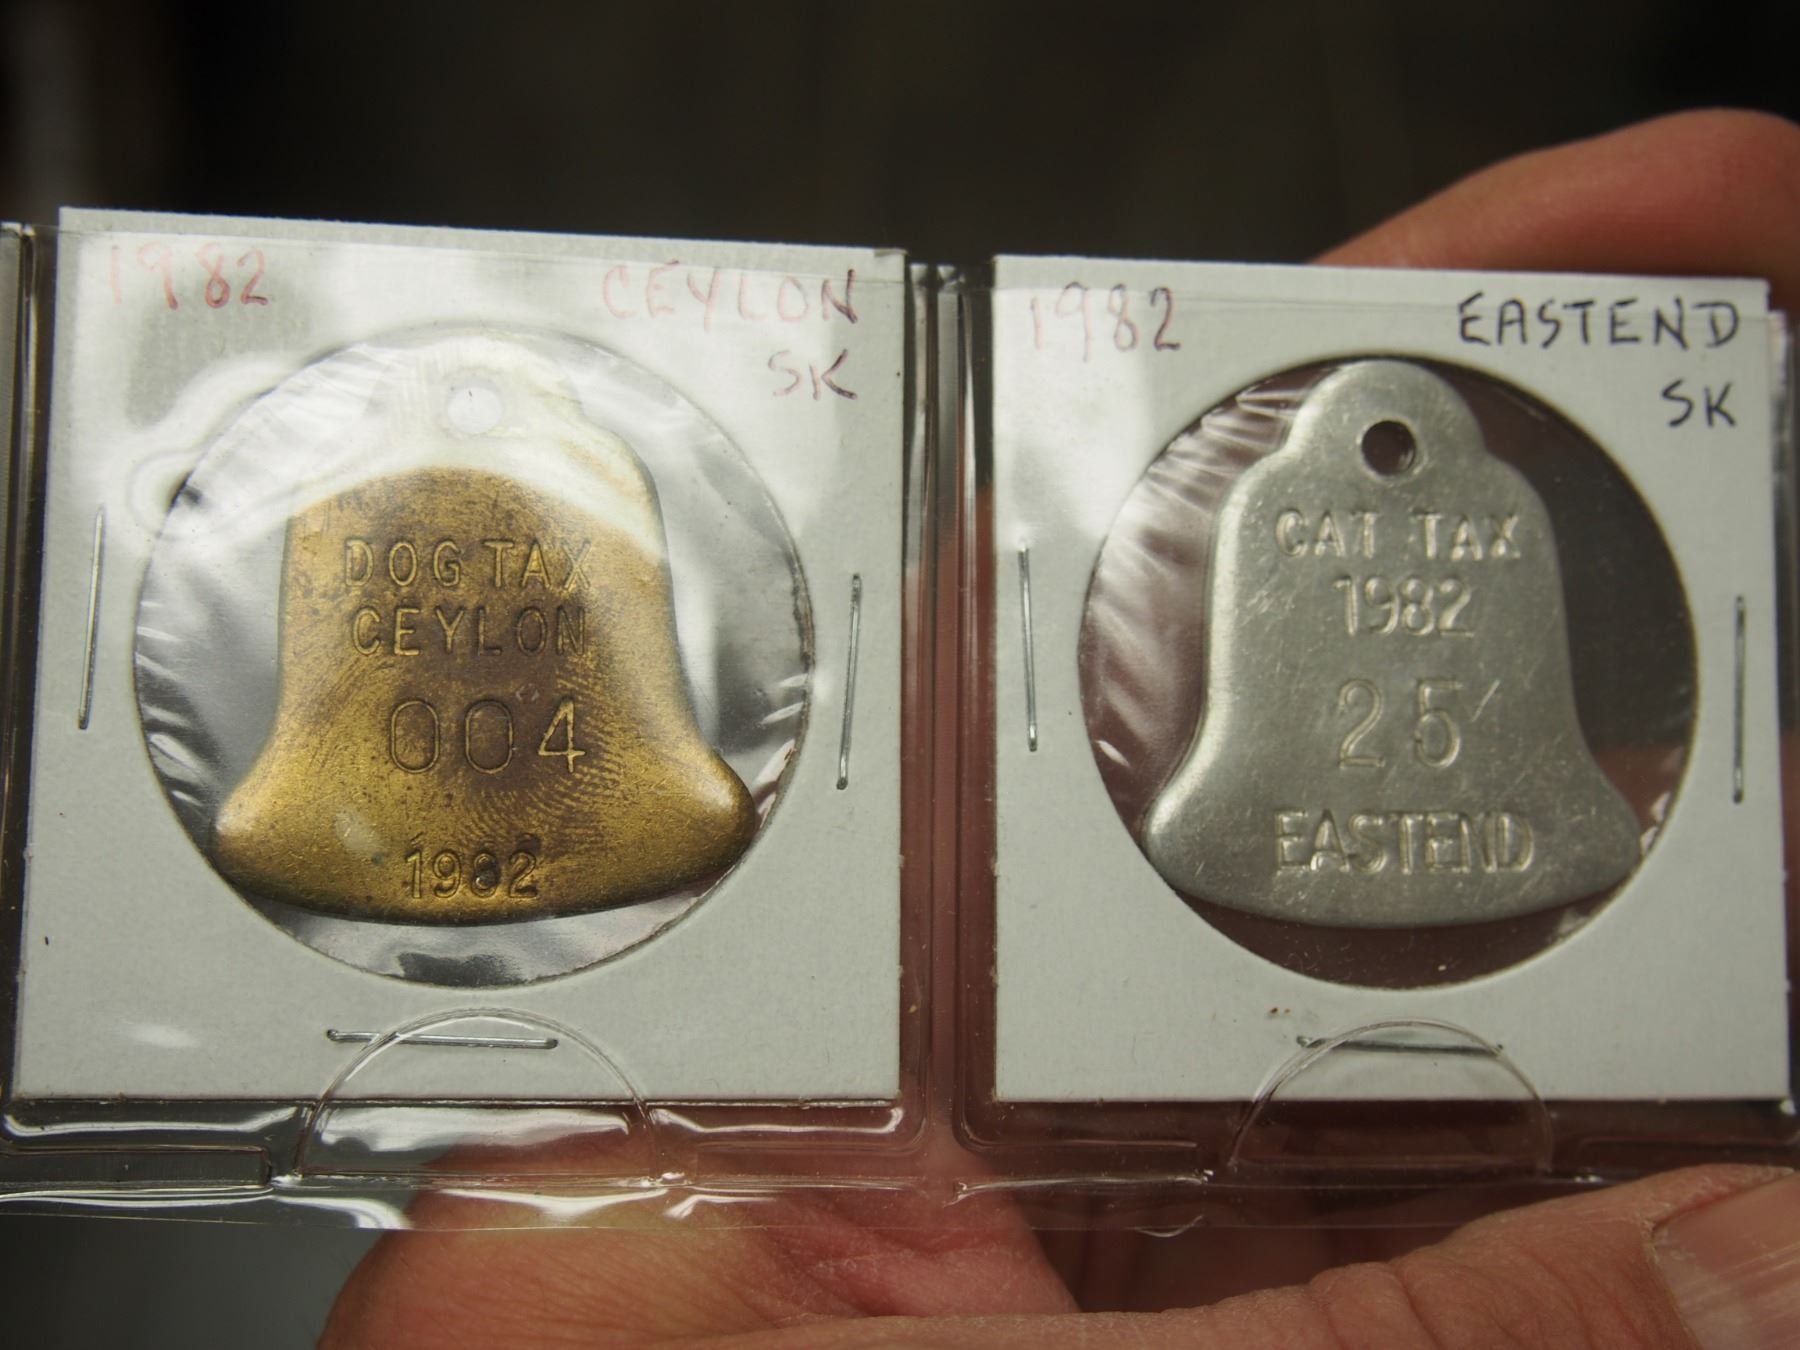 1982 CEYLON
SK
DOG TAX
CEYLON
004
1982
1982 EASTEND
SK
CAT TAX
1982
25
EASTEND